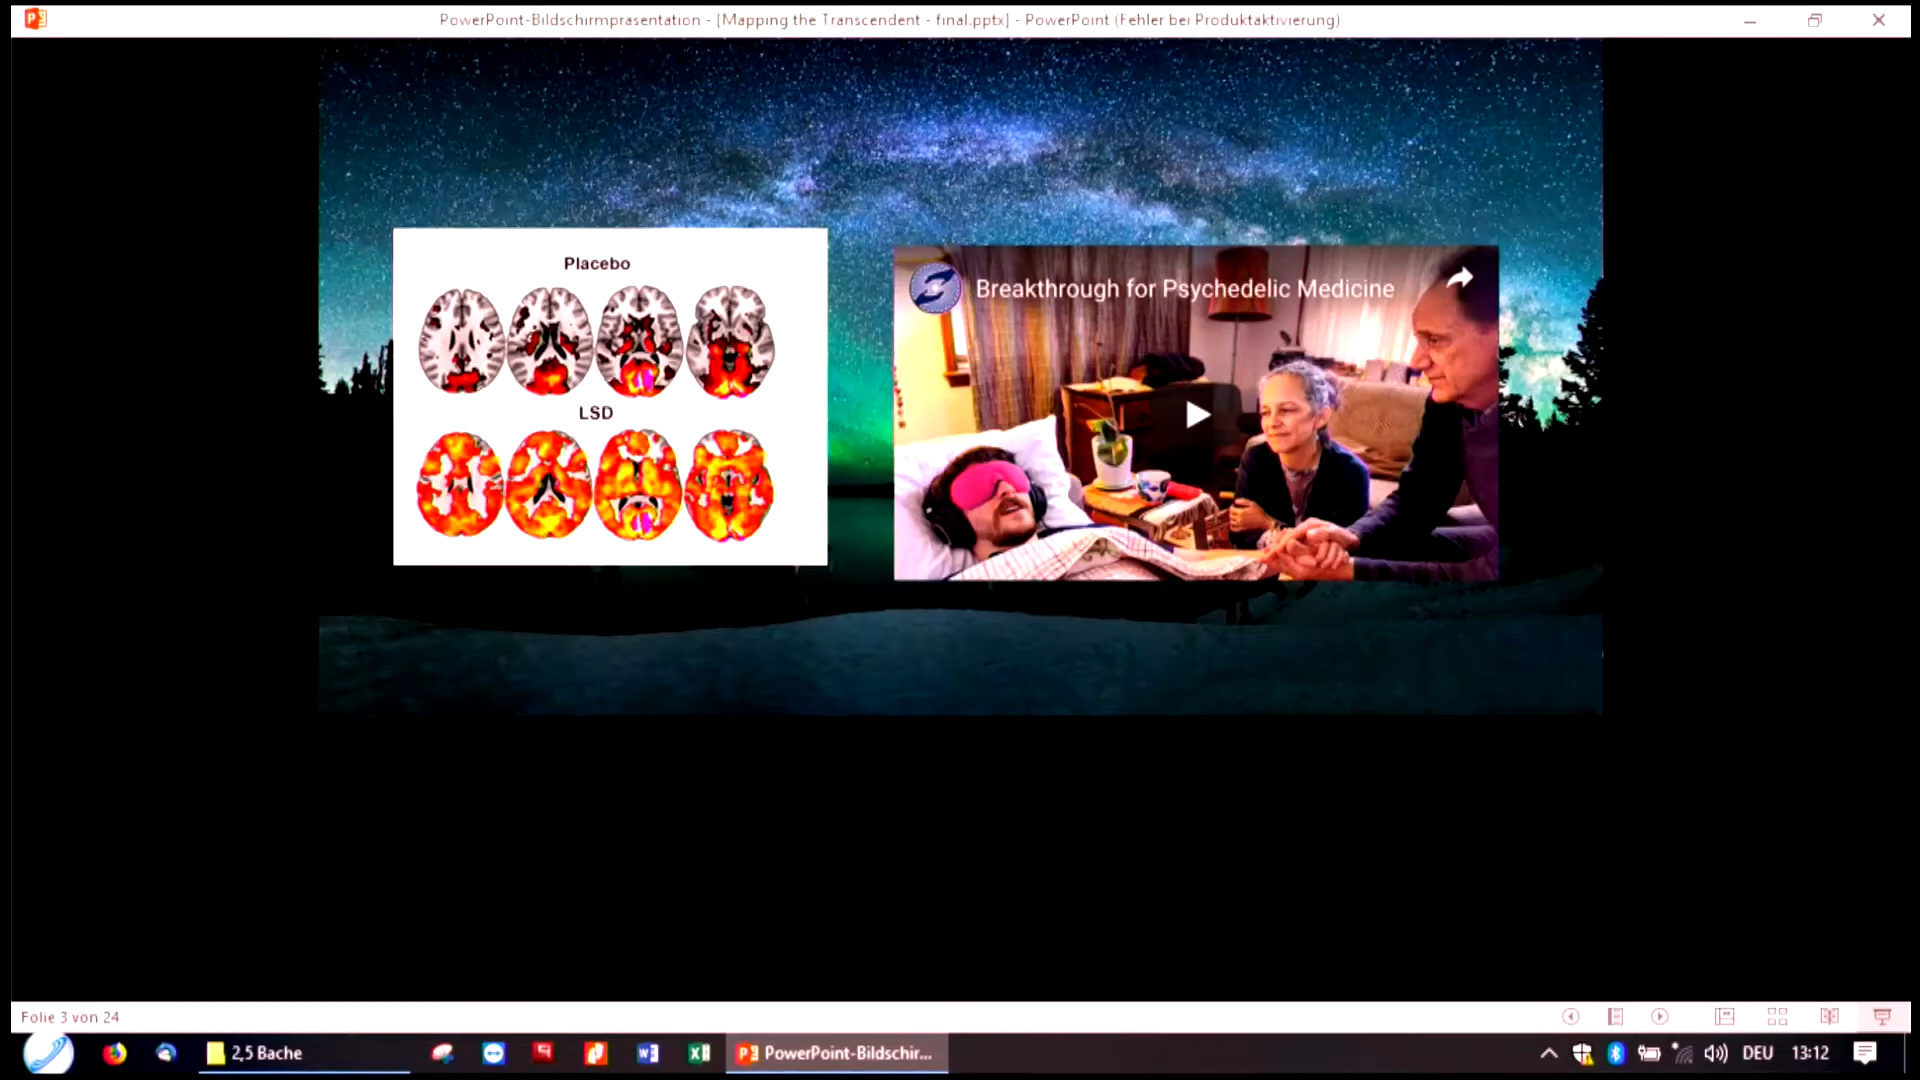 PowerPoint-Bildschirmpräsentation - [Mapping the Transcendent - final.pptx] - PowerPoint (Fehler bei Produktaktivierung)
Placebo
LSD
Breakthrough for Psychedelic Medicine
Folie 3 von 24
2,5 Bache
PowerPoint-Bildschir...
DEU
13:12